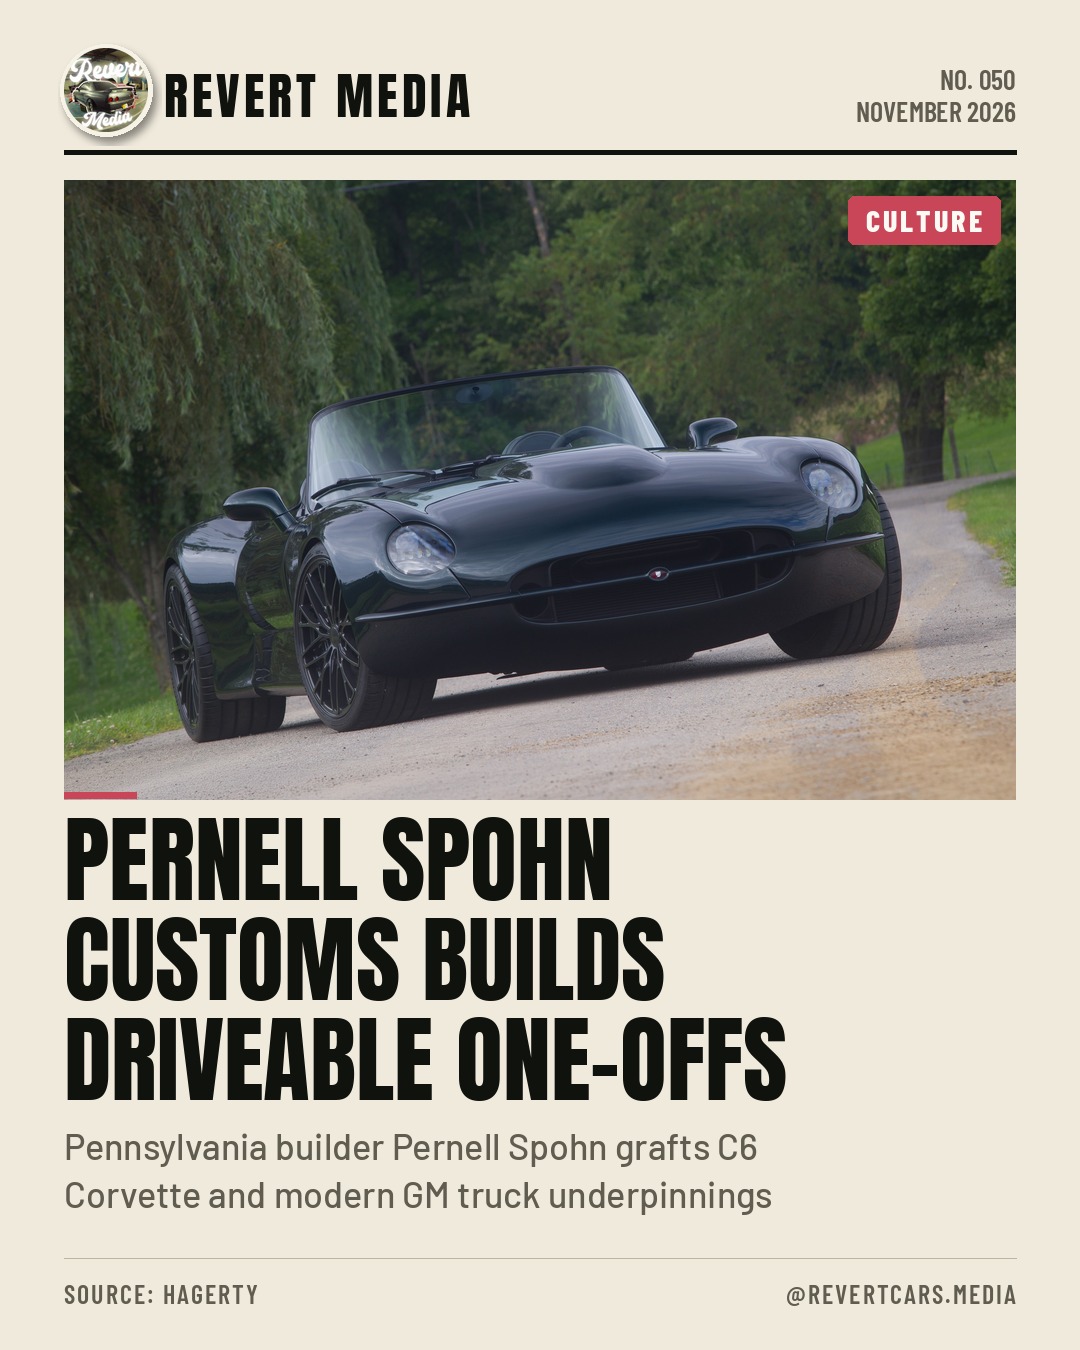 Revert
Media
REVERT MEDIA
NO. 050
NOVEMBER 2026
CULTURE
PERNELL SPOHN
CUSTOMS BUILDS
DRIVEABLE ONE-OFFS
Pennsylvania builder Pernell Spohn grafts C6
Corvette and modern GM truck underpinnings
SOURCE: HAGERTY
@REVERTCARS.MEDIA